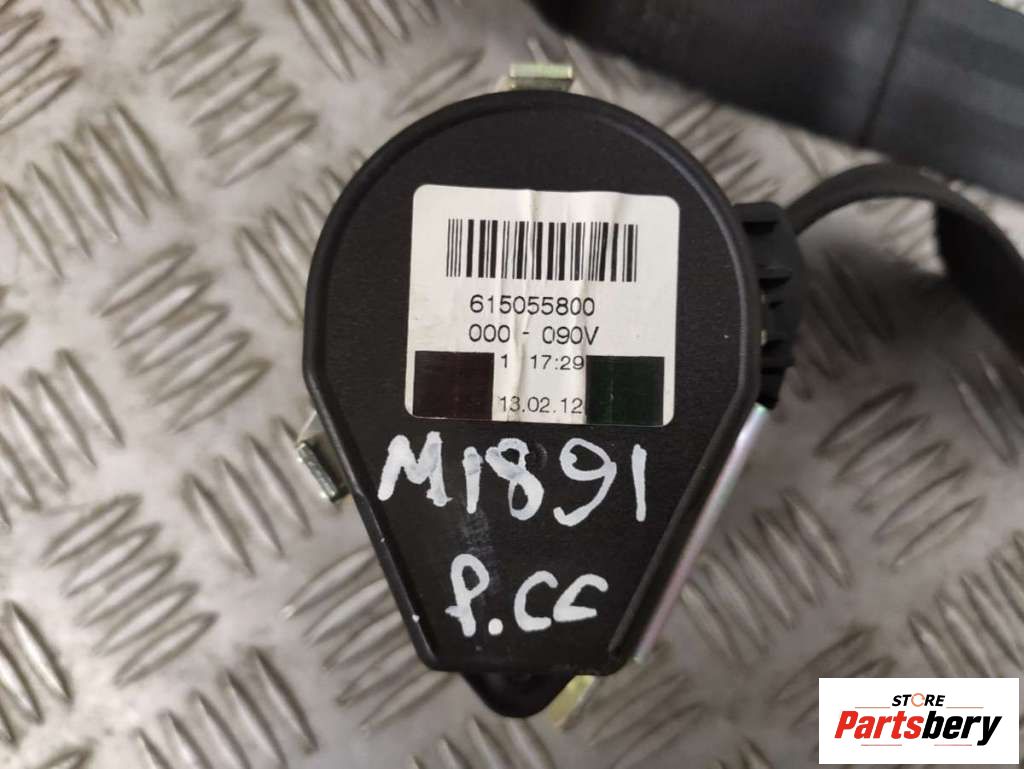 615055800
000 - 090V
1 17:29
13.02.12
M1891
P.CC
STORE
Partsbery